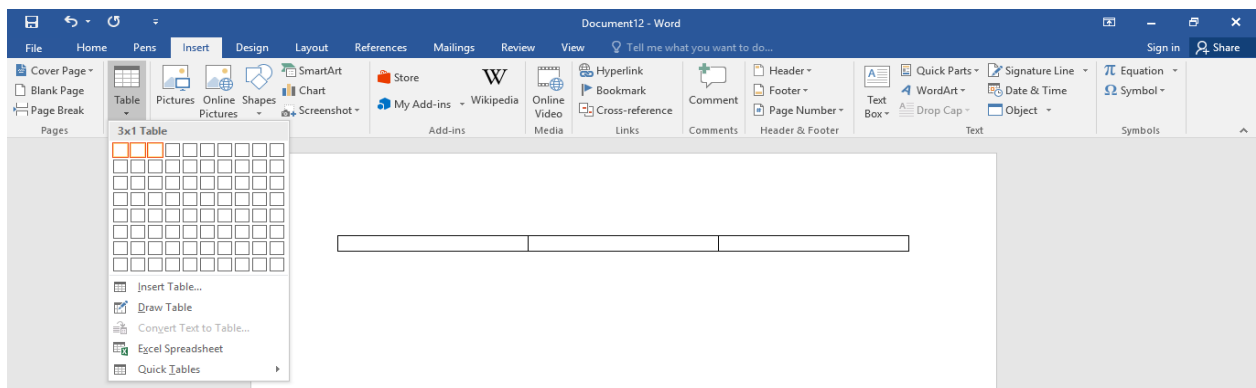 Document12 - Word
File Home Pens Insert Design Layout References Mailings Review View Tell me what you want to do... Sign in Share
Cover Page
Blank Page
Page Break
Pages
Table
Pictures
Online Pictures
Shapes
SmartArt
Chart
Screenshot
Store
My Add-ins
W
Wikipedia
Add-ins
Online Video
Media
Hyperlink
Bookmark
Cross-reference
Links
Comment
Comments
Header
Footer
Page Number
Header & Footer
A
Text Box
Quick Parts
WordArt
Drop Cap
Signature Line
Date & Time
Object
Text
π Equation
Ω Symbol
Symbols
3x1 Table
Insert Table...
Draw Table
Convert Text to Table...
Excel Spreadsheet
Quick Tables